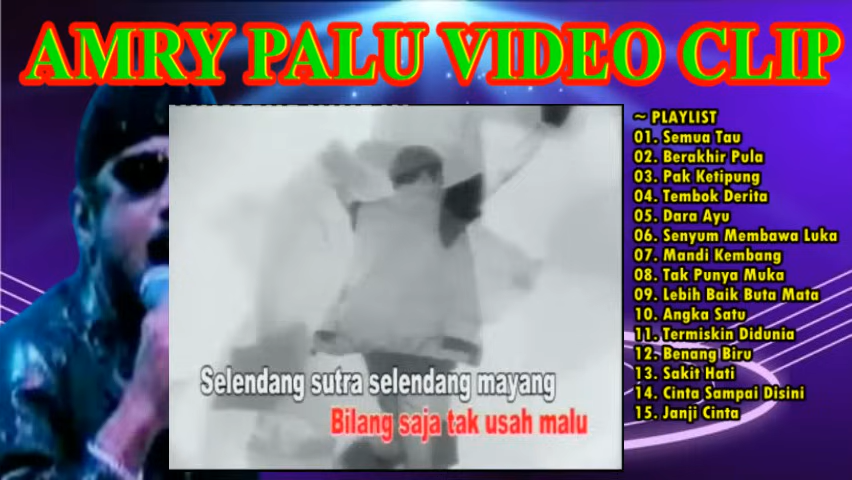 AMRY PALU VIDEO CLIP
~ PLAYLIST
01. Semua Tau
02. Berakhir Pula
03. Pak Ketipung
04. Tembok Derita
05. Dara Ayu
06. Senyum Membawa Luka
07. Mandi Kembang
08. Tak Punya Muka
09. Lebih Baik Buta Mata
10. Angka Satu
11. Termiskin Didunia
12. Benang Biru
13. Sakit Hati
14. Cinta Sampai Disini
15. Janji Cinta
Selendang sutra selendang mayang
Bilang saja tak usah malu